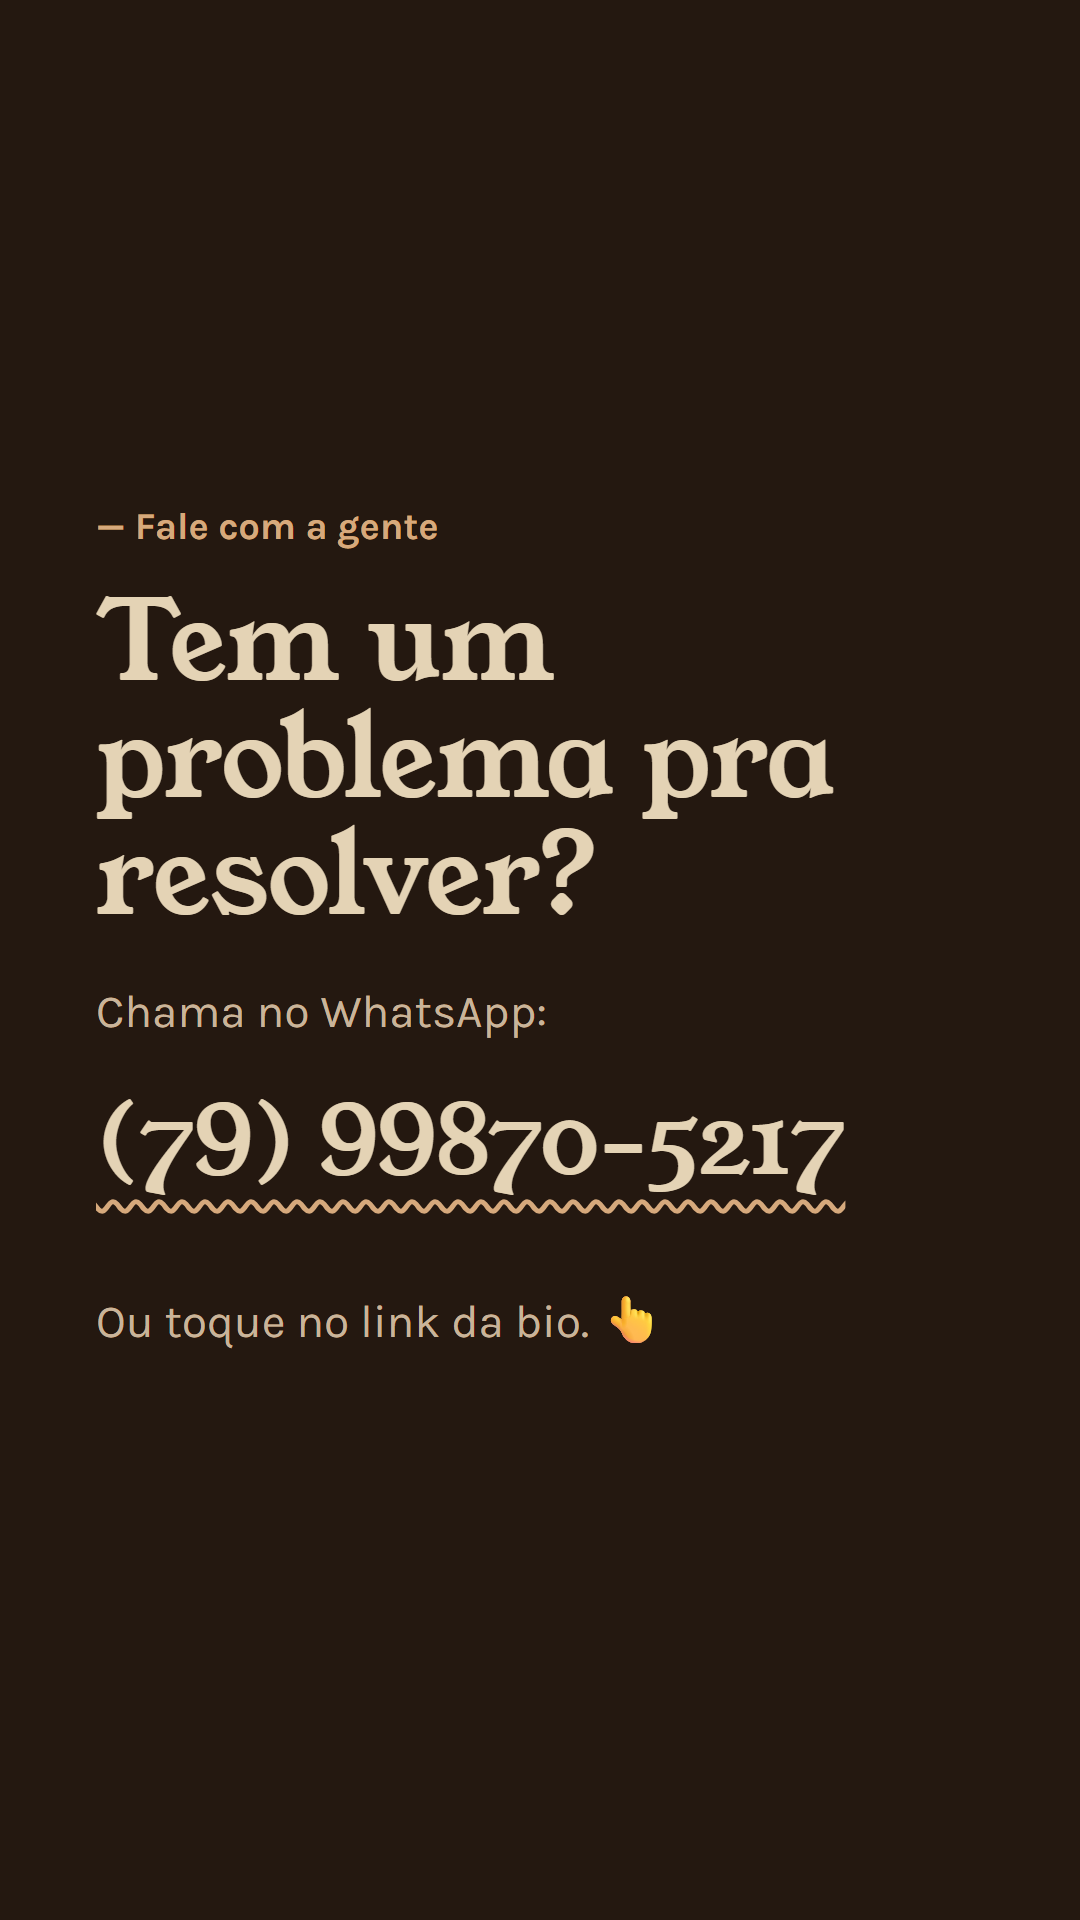 — Fale com a gente
Tem um
problema pra
resolver?
Chama no WhatsApp:
(79) 99870-5217
Ou toque no link da bio. 👆